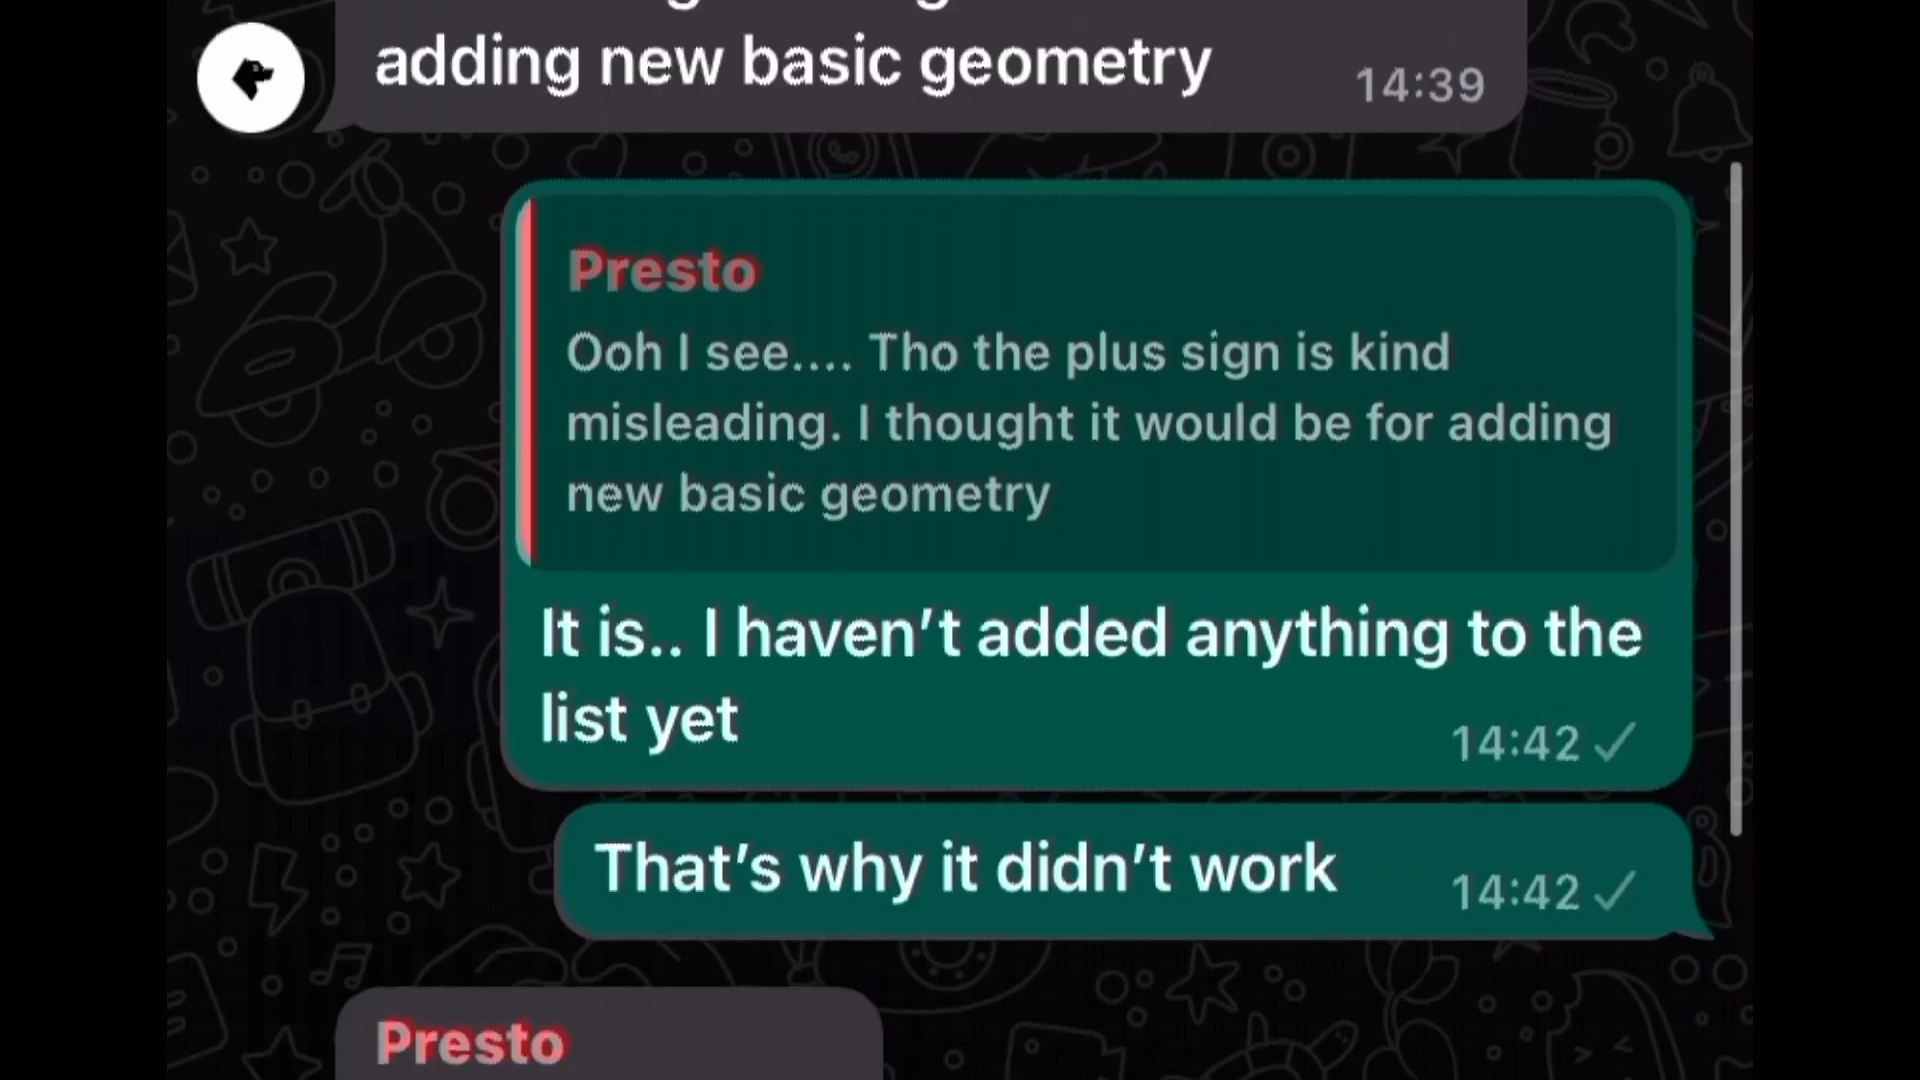 adding new basic geometry
14:39
Presto
Ooh I see.... Tho the plus sign is kind
misleading. I thought it would be for adding
new basic geometry
It is.. I haven't added anything to the
list yet
14:42
That's why it didn't work
14:42
Presto